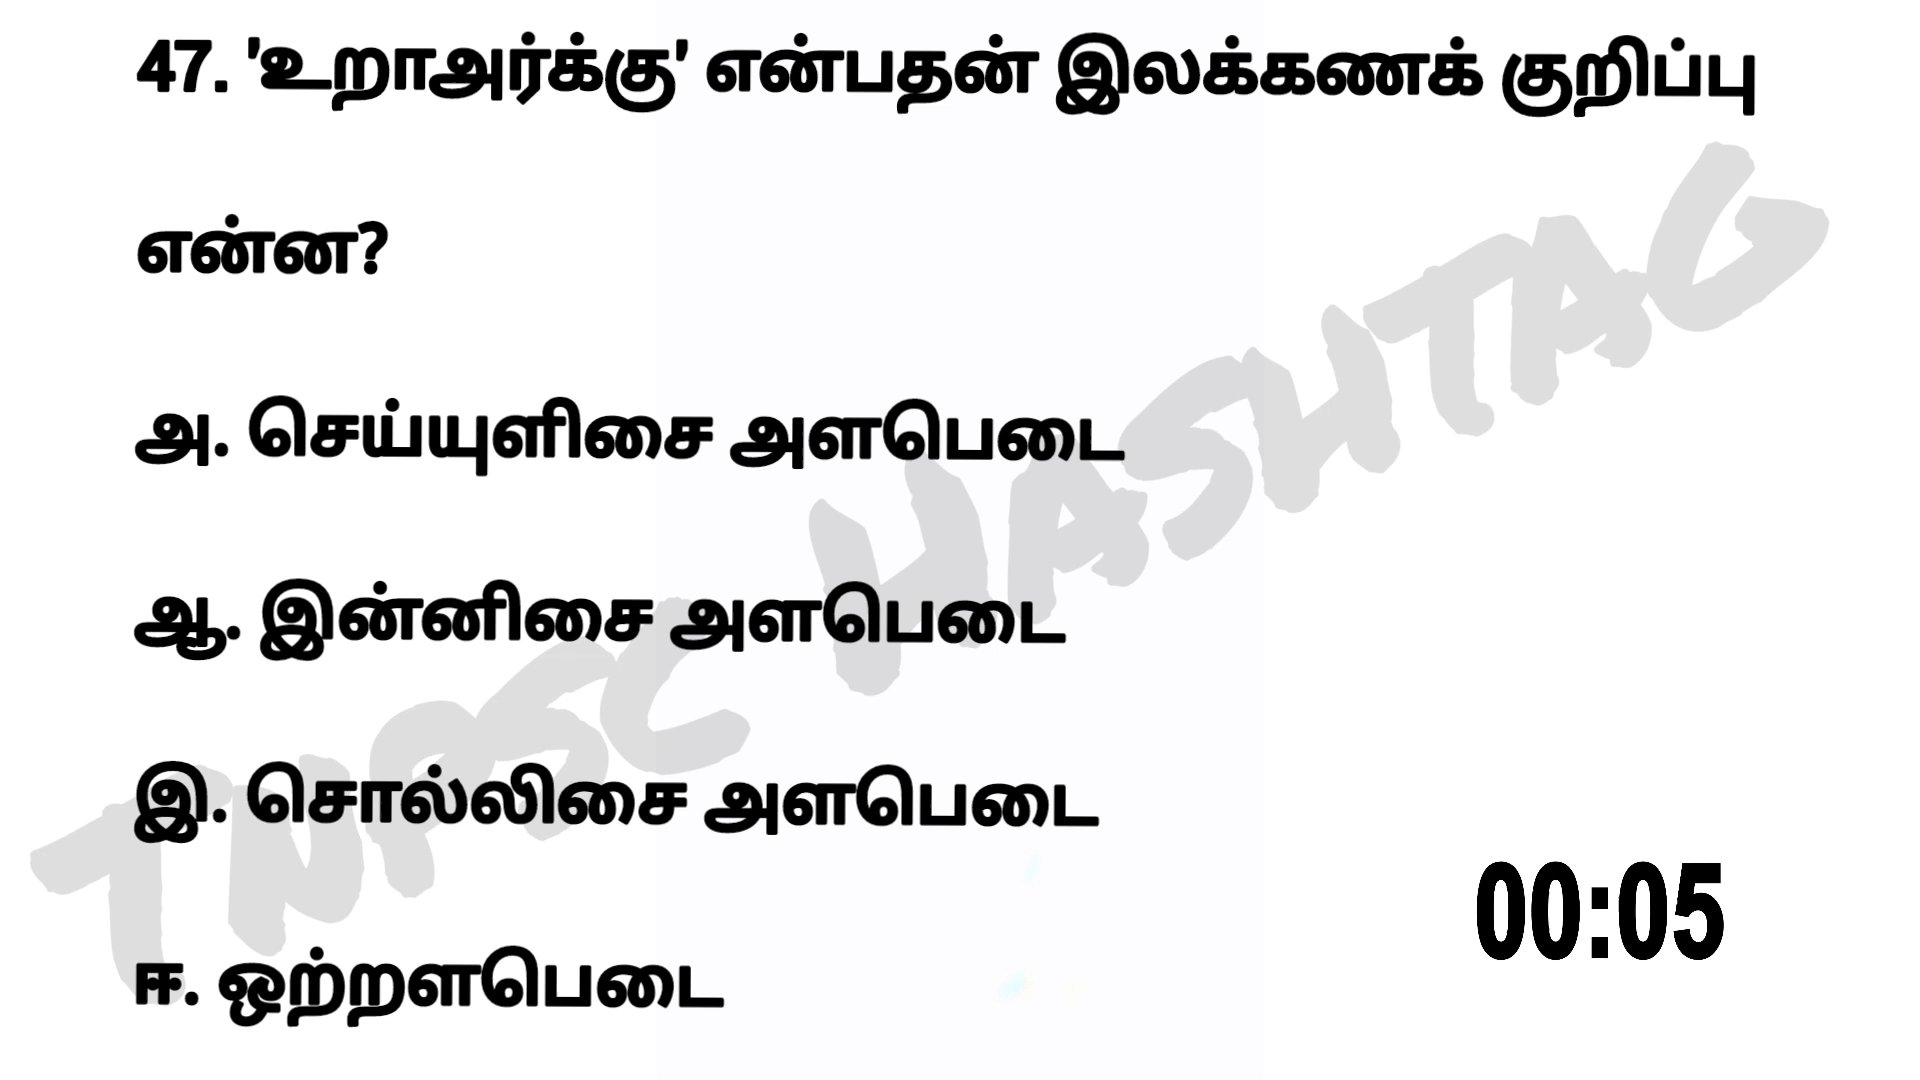 47. 'உறாஅர்க்கு' என்பதன் இலக்கணக் குறிப்பு
என்ன?
அ. செய்யுளிசை அளபெடை
ஆ. இன்னிசை அளபெடை
இ. சொல்லிசை அளபெடை
ஈ. ஒற்றளபெடை
00:05
TNPSC HASHTAG